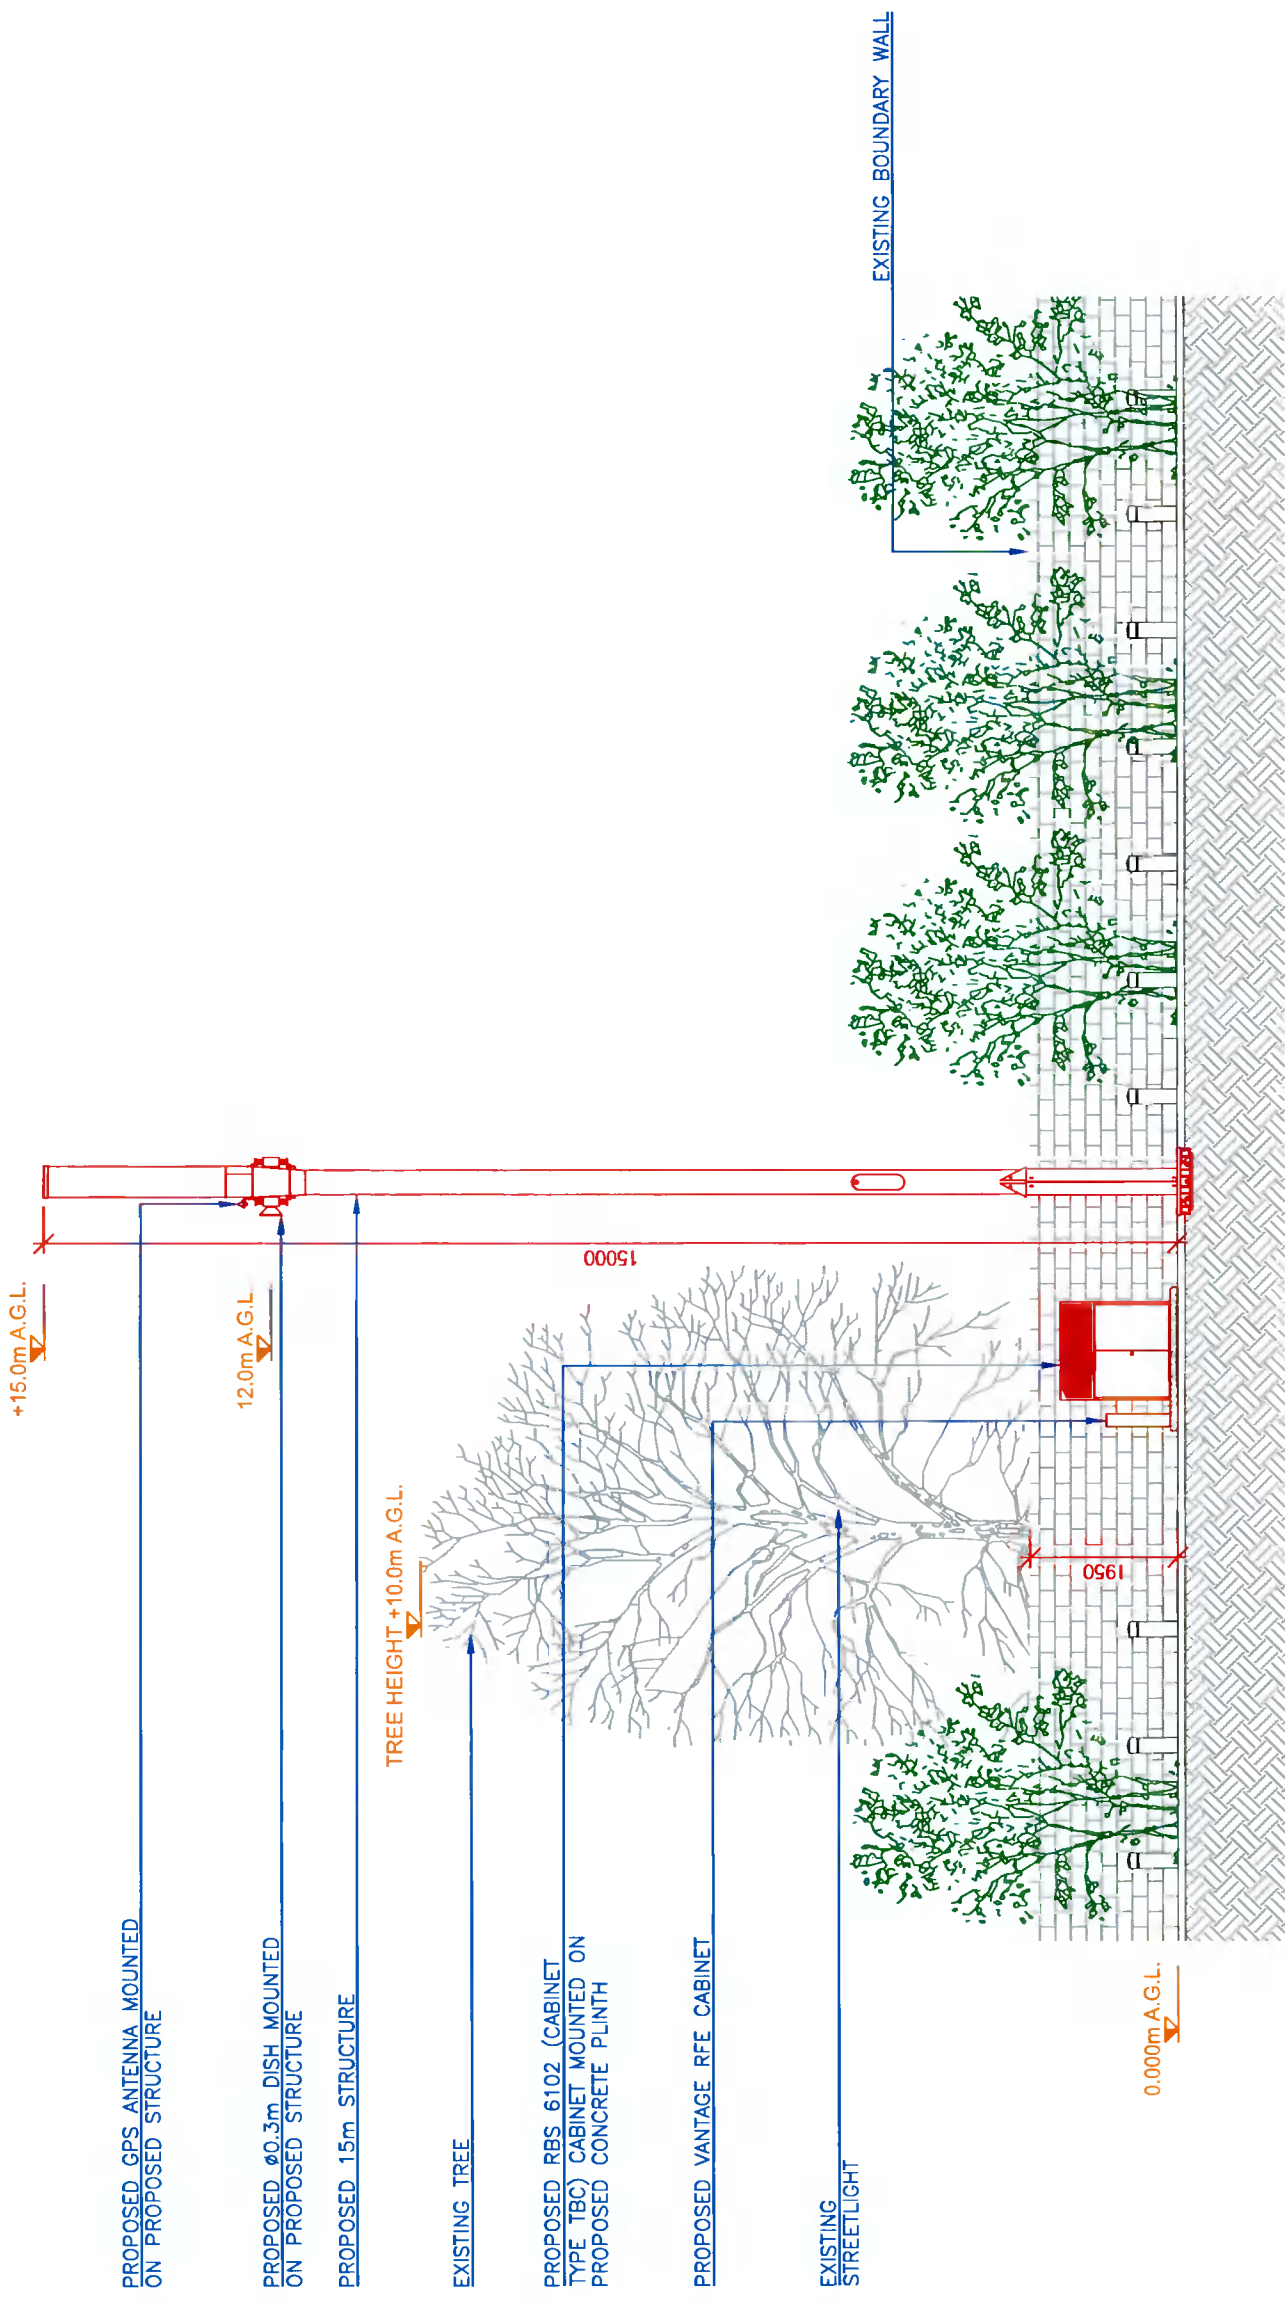 PROPOSED GPS ANTENNA MOUNTED
ON PROPOSED STRUCTURE
PROPOSED ø0.3m DISH MOUNTED
ON PROPOSED STRUCTURE
PROPOSED 15m STRUCTURE
EXISTING TREE
PROPOSED RBS 6102 (CABINET
TYPE TBC) CABINET MOUNTED ON
PROPOSED CONCRETE PLINTH
PROPOSED VANTAGE RFE CABINET
EXISTING
STREETLIGHT
+15.0m A.G.L.
12.0m A.G.L.
TREE HEIGHT +10.0m A.G.L.
0.000m A.G.L.
15000
1950
EXISTING BOUNDARY WALL